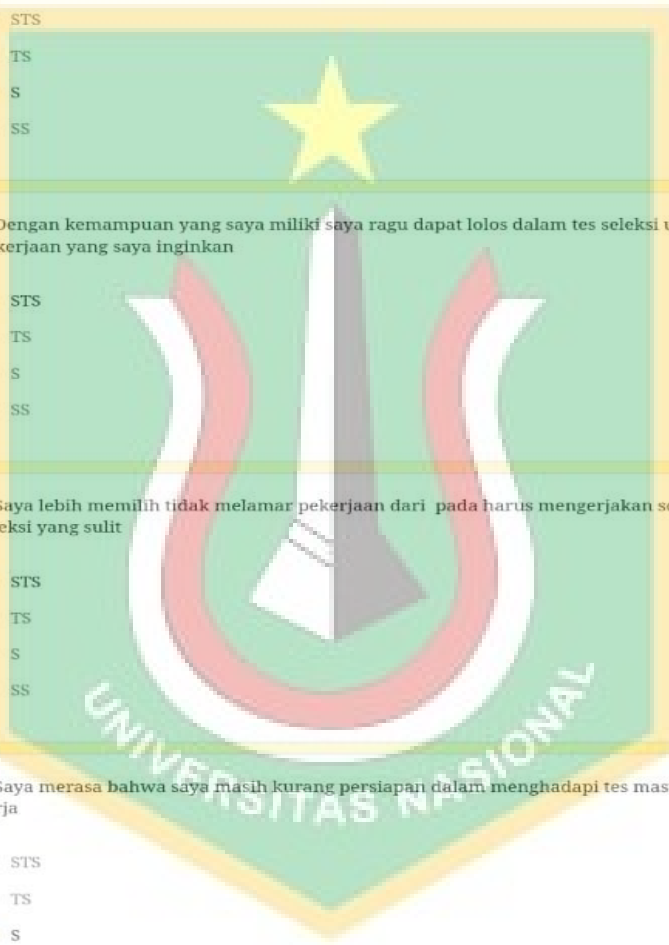 STS
TS
S
SS
Dengan kemampuan yang saya miliki saya ragu dapat lolos dalam tes seleksi
kerjaan yang saya inginkan
STS
TS
S
SS
Saya lebih memilih tidak melamar pekerjaan dari pada harus mengerjakan
eksi yang sulit
STS
TS
S
SS
UNIVERSITAS NASIONAL
Saya merasa bahwa saya masih kurang persiapan dalam menghadapi tes mas
rja
STS
TS
S